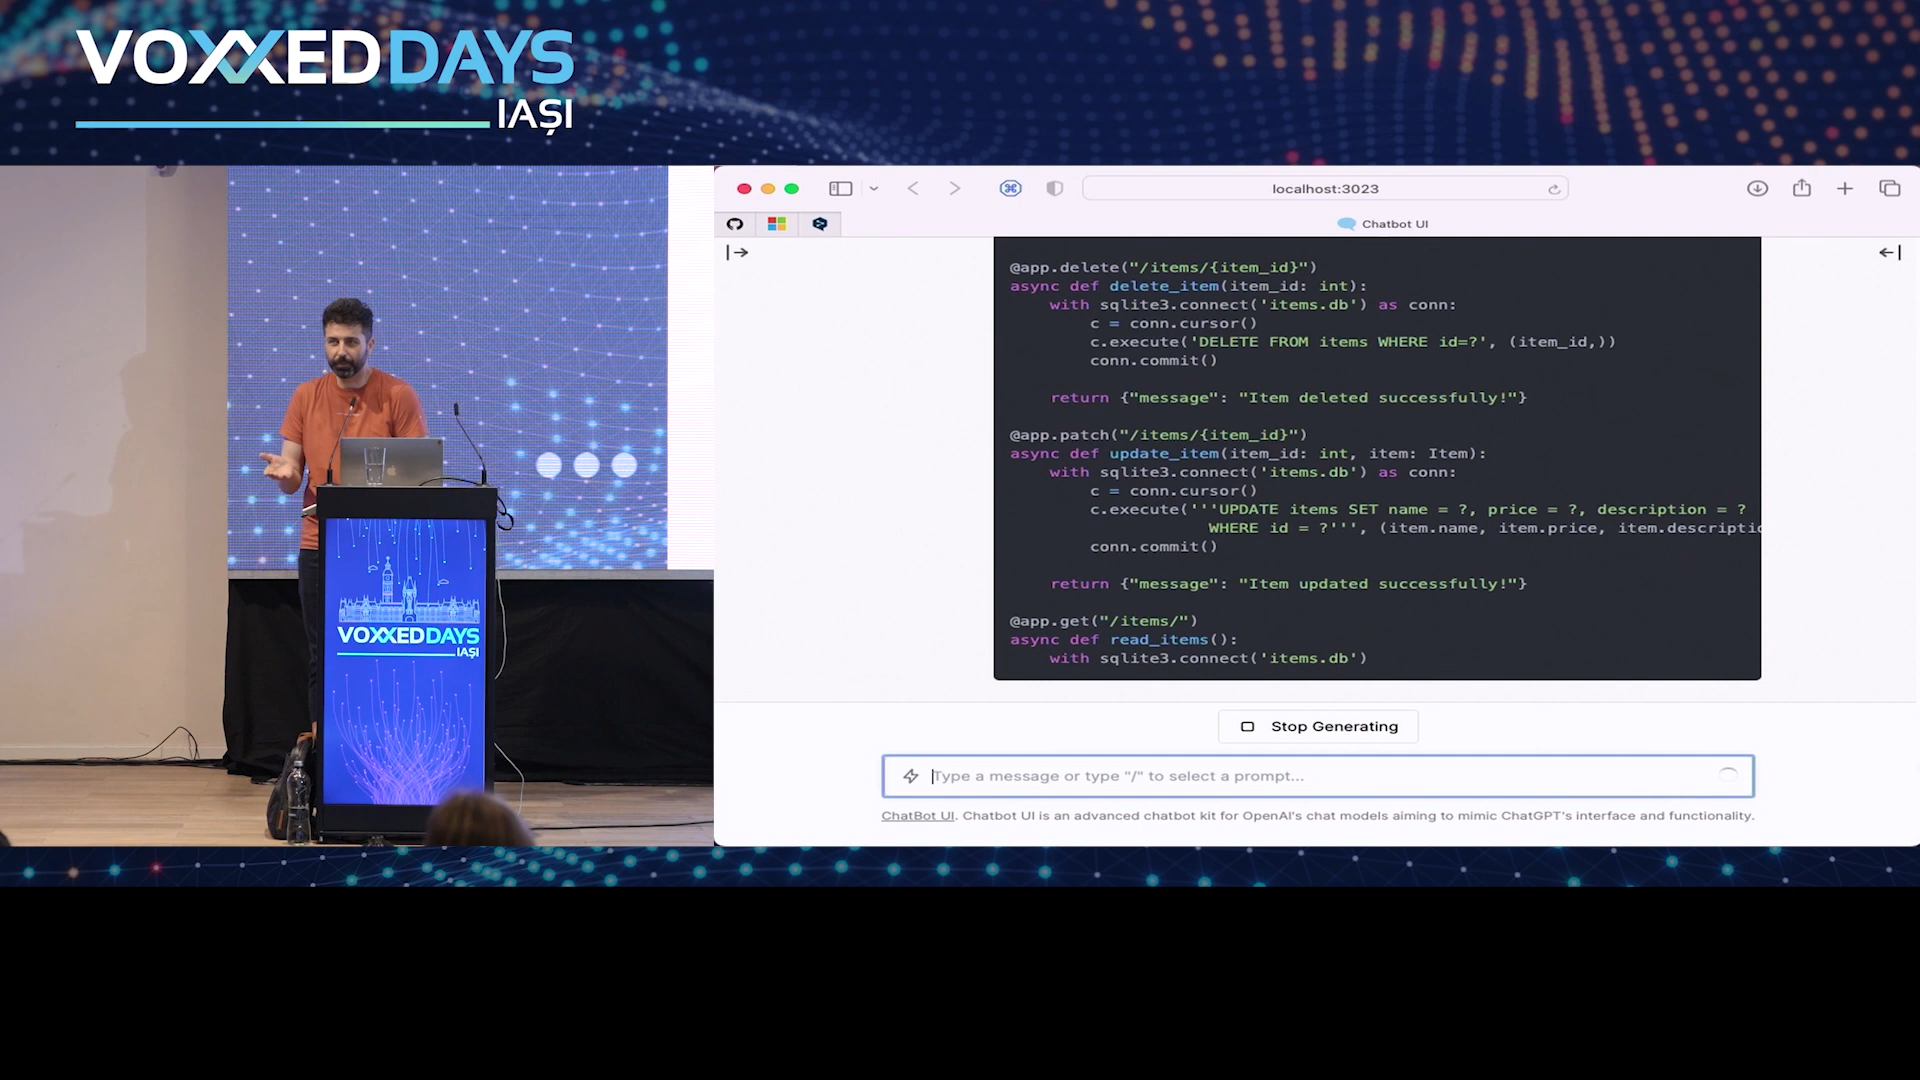 VOXXEDDAYS
IAȘI
localhost:3023
Chatbot UI
@app.delete("/items/{item_id}")
async def delete_item(item_id: int):
with sqlite3.connect('items.db') as conn:
c = conn.cursor()
c.execute('DELETE FROM items WHERE id=?', (item_id,))
conn.commit()
return {"message": "Item deleted successfully!"}
@app.patch("/items/{item_id}")
async def update_item(item_id: int, item: Item):
with sqlite3.connect('items.db') as conn:
c = conn.cursor()
c.execute('''UPDATE items SET name = ?, price = ?, description = ?
WHERE id = ?''', (item.name, item.price, item.descriptio
conn.commit()
return {"message": "Item updated successfully!"}
@app.get("/items/")
async def read_items():
with sqlite3.connect('items.db')
Stop Generating
Type a message or type "/" to select a prompt...
ChatBot UI. Chatbot UI is an advanced chatbot kit for OpenAI's chat models aiming to mimic ChatGPT's interface and functionality.
VOXXEDDAYS
IAȘI